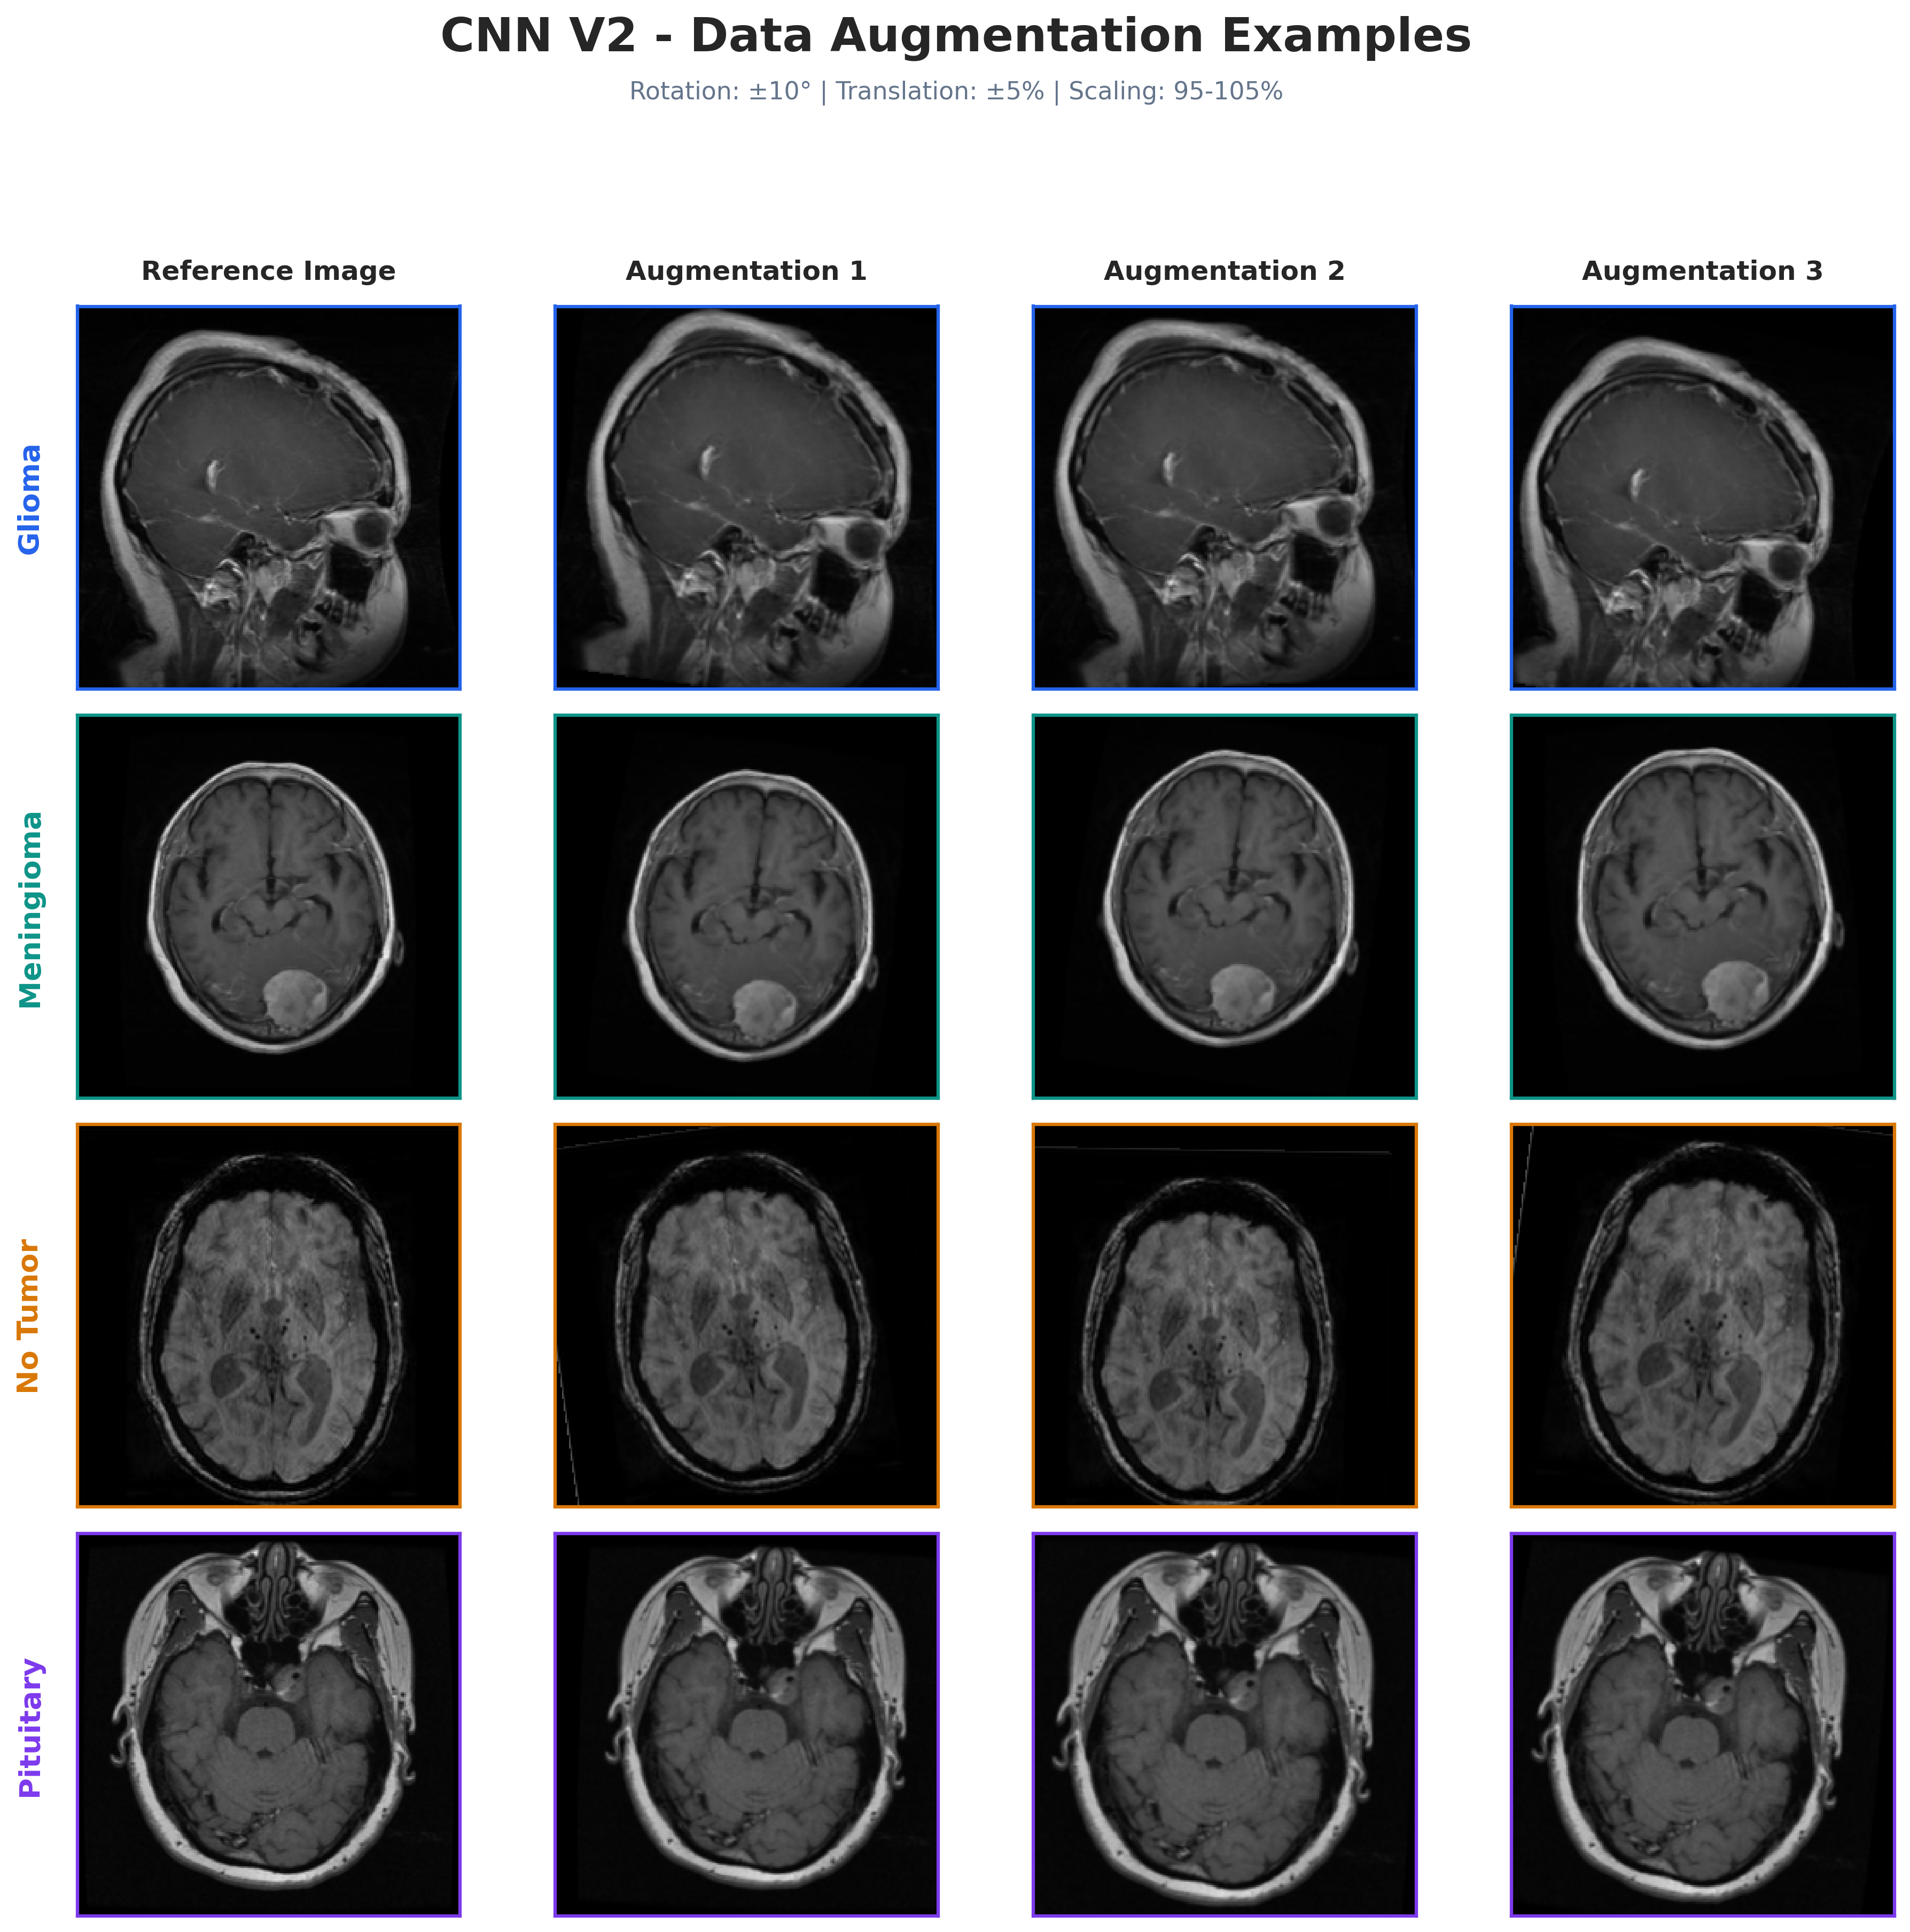 CNN V2 - Data Augmentation Examples
Rotation: ±10° | Translation: ±5% | Scaling: 95-105%
Reference Image
Augmentation 1
Augmentation 2
Augmentation 3
Glioma
Meningioma
No Tumor
Pituitary